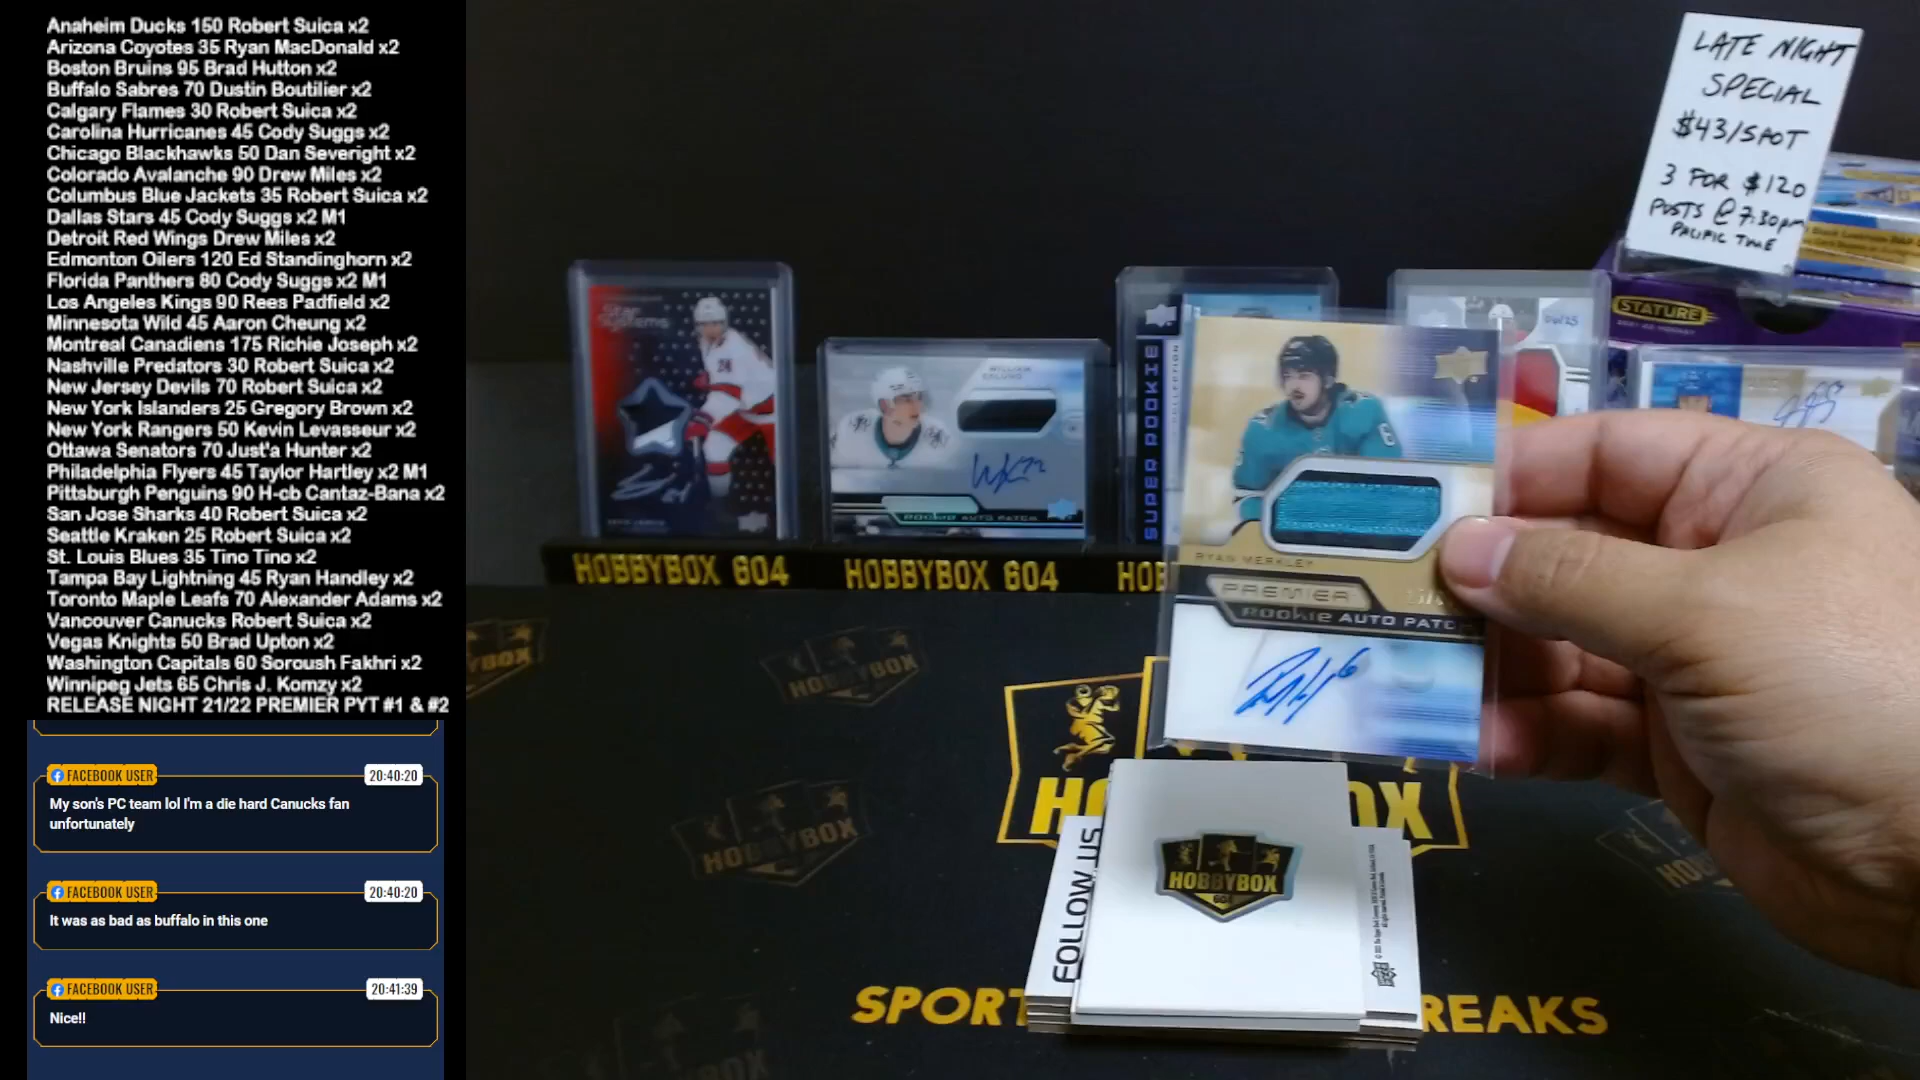 Anaheim Ducks 150 Robert Suica x2
Arizona Coyotes 35 Ryan MacDonald x2
Boston Bruins 95 Brad Hutton x2
Buffalo Sabres 70 Dustin Boutilier x2
Calgary Flames 30 Robert Suica x2
Carolina Hurricanes 45 Cody Suggs x2
Chicago Blackhawks 50 Dan Severight x2
Colorado Avalanche 90 Drew Miles x2
Columbus Blue Jackets 35 Robert Suica x2
Dallas Stars 45 Cody Suggs x2 M1
Detroit Red Wings Drew Miles x2
Edmonton Oilers 120 Ed Standinghorn x2
Florida Panthers 80 Cody Suggs x2 M1
Los Angeles Kings 90 Rees Padfield x2
Minnesota Wild 45 Aaron Cheung x2
Montreal Canadiens 175 Richie Joseph x2
Nashville Predators 30 Robert Suica x2
New Jersey Devils 70 Robert Suica x2
New York Islanders 25 Gregory Brown x2
New York Rangers 50 Kevin Levasseur x2
Ottawa Senators 70 Just'a Hunter x2
Philadelphia Flyers 45 Taylor Hartley x2 M1
Pittsburgh Penguins 90 H-cb Cantaz-Bana x2
San Jose Sharks 40 Robert Suica x2
Seattle Kraken 25 Robert Suica x2
St. Louis Blues 35 Tino Tino x2
Tampa Bay Lightning 45 Ryan Handley x2
Toronto Maple Leafs 70 Alexander Adams x2
Vancouver Canucks Robert Suica x2
Vegas Knights 50 Brad Upton x2
Washington Capitals 60 Soroush Fakhri x2
Winnipeg Jets 65 Chris J. Komzy x2
RELEASE NIGHT 21/22 PREMIER PYT #1 & #2
FACEBOOK USER 20:40:20
My son's PC team lol I'm a die hard Canucks fan
unfortunately
FACEBOOK USER 20:40:20
It was as bad as buffalo in this one
FACEBOOK USER 20:41:39
Nice!!
LATE NIGHT
SPECIAL
$43/SPOT
3 FOR $120
POSTS @ 7:30pm
PACIFIC TIME
STATURE
Star
Systems
WILLIAM
EKLUND
ROOKIE AUTO PATCH
SUPER ROOKIE
COLLECTION
RYAN MERKLEY
PREMIER
ROOKIE AUTO PATC
HOBBYBOX 604
HOBBYBOX 604
HOB
FOLLOW US
HOBBYBOX
604
SPORT
REAKS